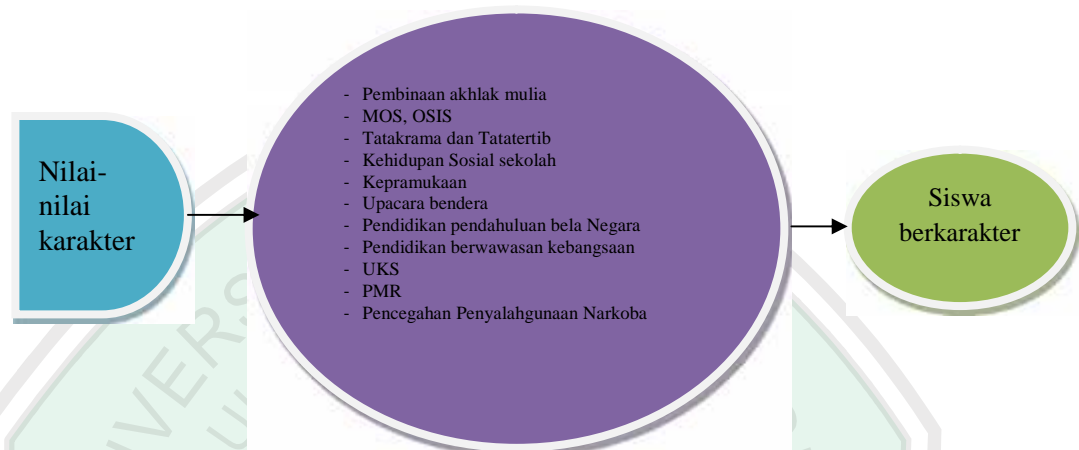 Nilai-
nilai
karakter
- Pembinaan akhlak mulia
- MOS, OSIS
- Tatakrama dan Tatatertib
- Kehidupan Sosial sekolah
- Kepramukaan
- Upacara bendera
- Pendidikan pendahuluan bela Negara
- Pendidikan berwawasan kebangsaan
- UKS
- PMR
- Pencegahan Penyalahgunaan Narkoba
Siswa
berkarakter